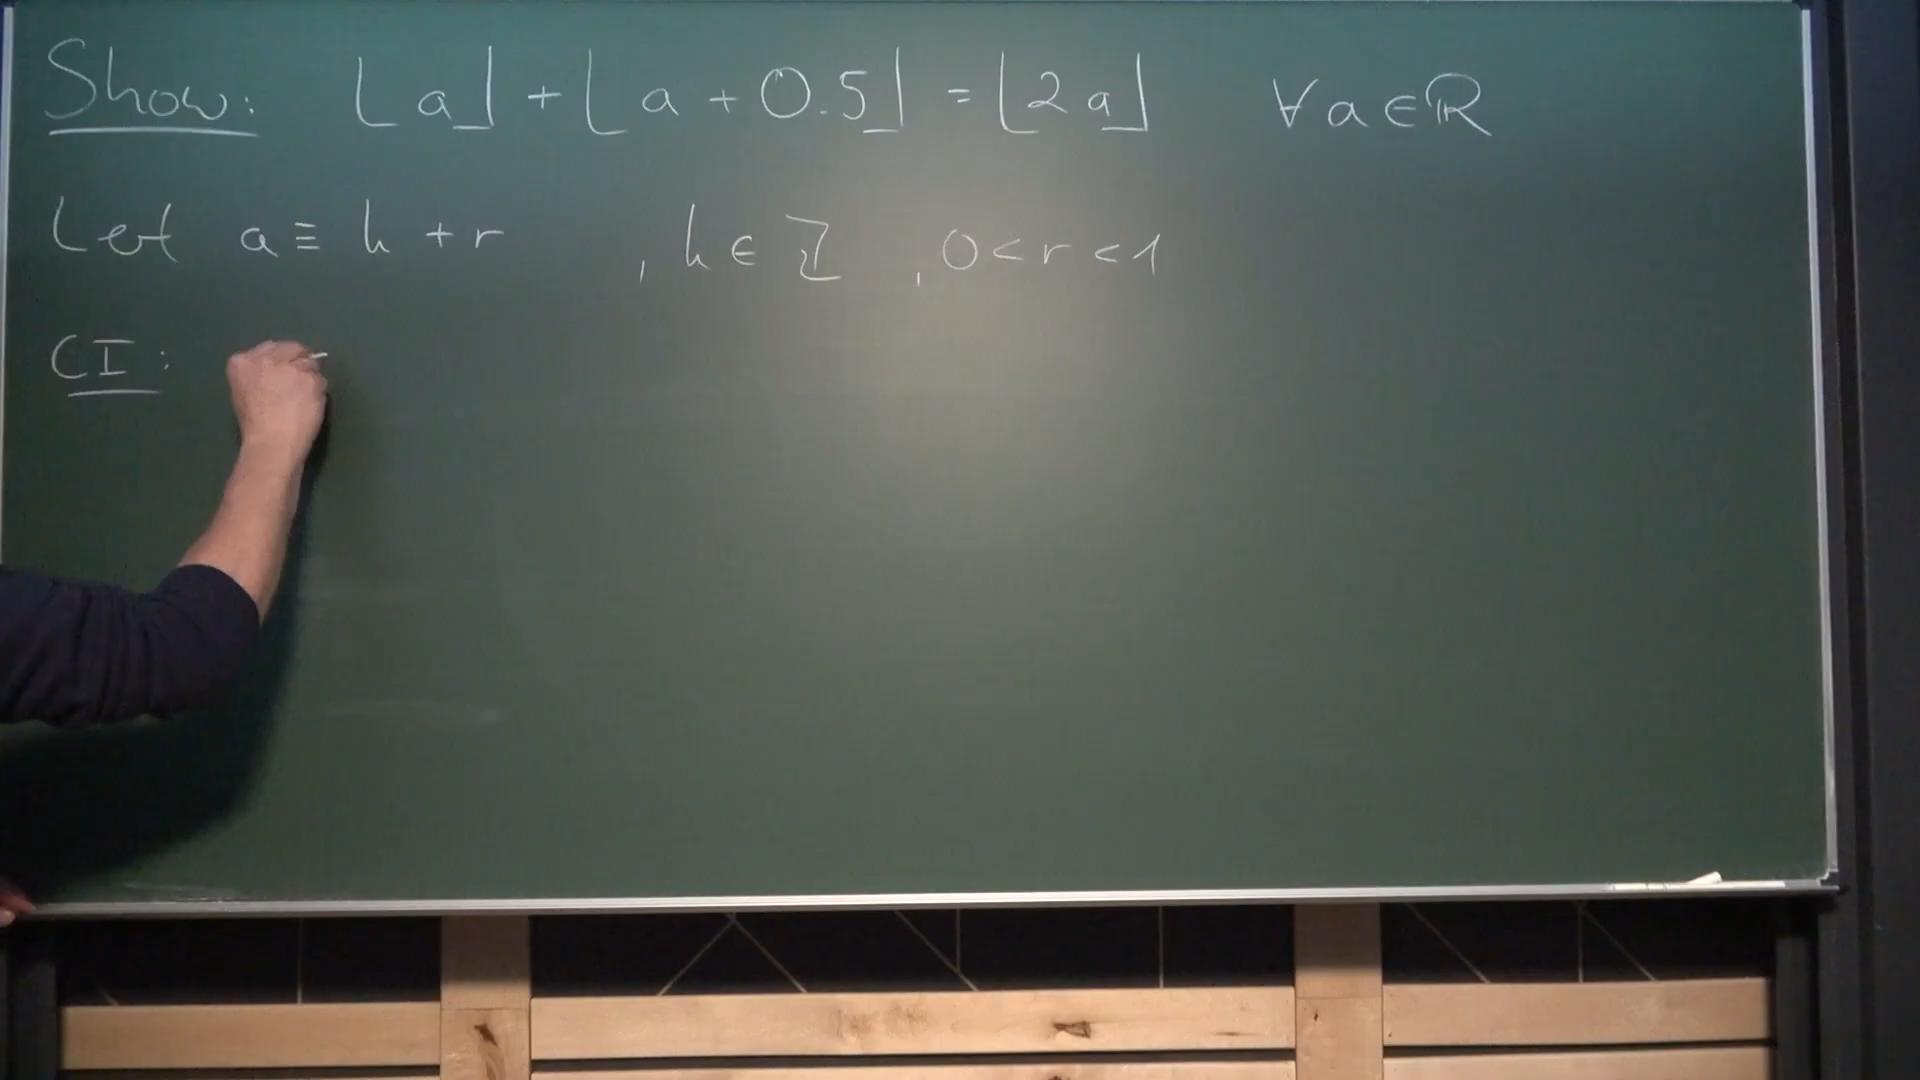 Show: ⌊a⌋ + ⌊a + 0.5⌋ = ⌊2a⌋ ∀a∈ℝ
Let a ≡ h + r , h ∈ ℤ , 0 < r < 1
CI: